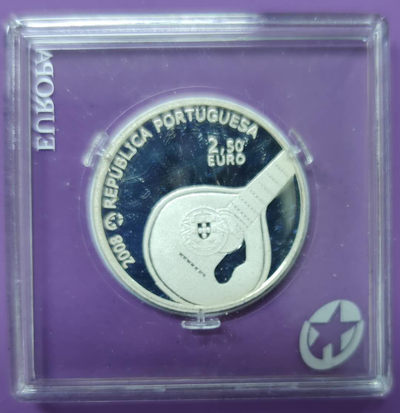 EUROPA
2008 REPÚBLICA PORTUGUESA
2,50
EURO